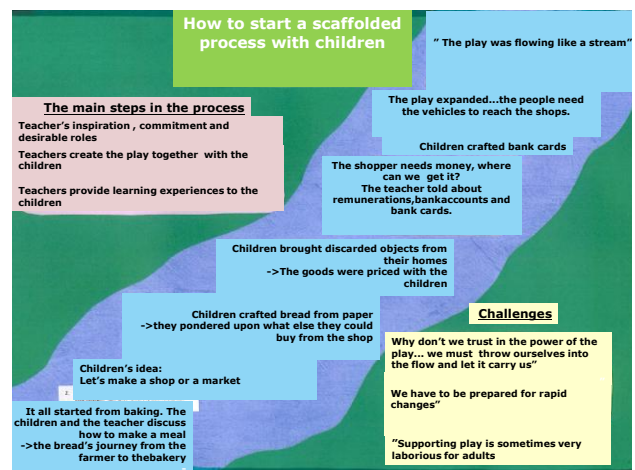 How to start a scaffolded
process with children
” The play was flowing like a stream”
The main steps in the process
Teacher’s inspiration , commitment and
desirable roles
Teachers create the play together with the
children
Teachers provide learning experiences to the
children
The play expanded...the people need
the vehicles to reach the shops.
Children crafted bank cards
The shopper needs money, where
can we get it?
The teacher told about
remunerations,bankaccounts and
bank cards.
Children brought discarded objects from
their homes
->The goods were priced with the
children
Children crafted bread from paper
->they pondered upon what else they could
buy from the shop
Children’s idea:
Let’s make a shop or a market
It all started from baking. The
children and the teacher discuss
how to make a meal
->the bread’s journey from the
farmer to thebakery
Challenges
Why don’t we trust in the power of the
play... we must throw ourselves into
the flow and let it carry us”
We have to be prepared for rapid
changes”
”Supporting play is sometimes very
laborious for adults